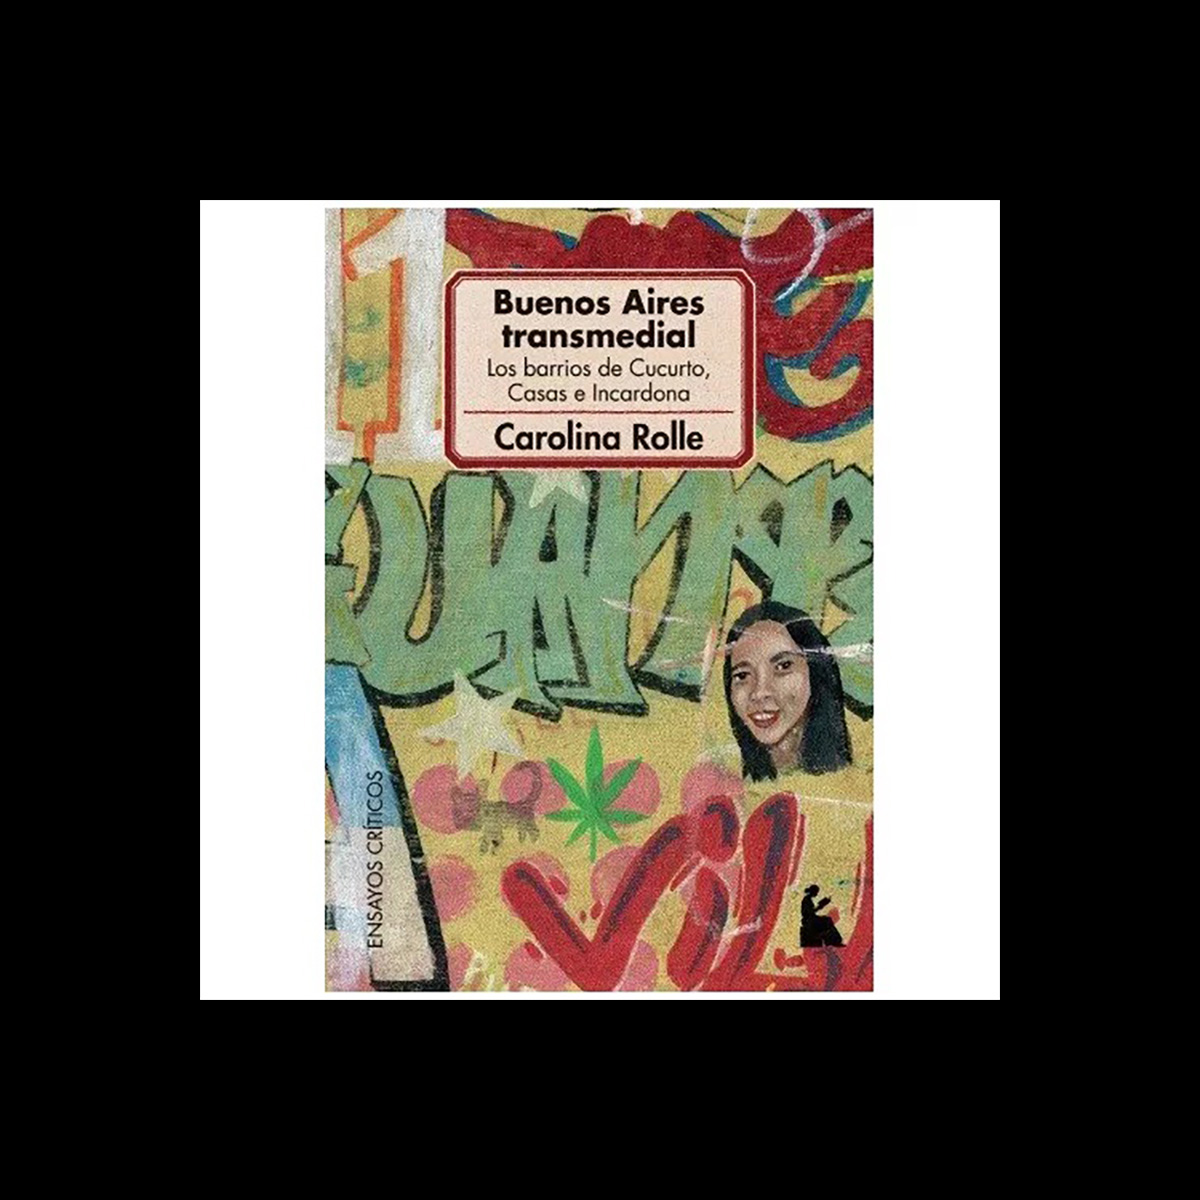 Buenos Aires
transmedial
Los barrios de Cucurto,
Casas e Incardona
Carolina Rolle
ENSAYOS CRÍTICOS